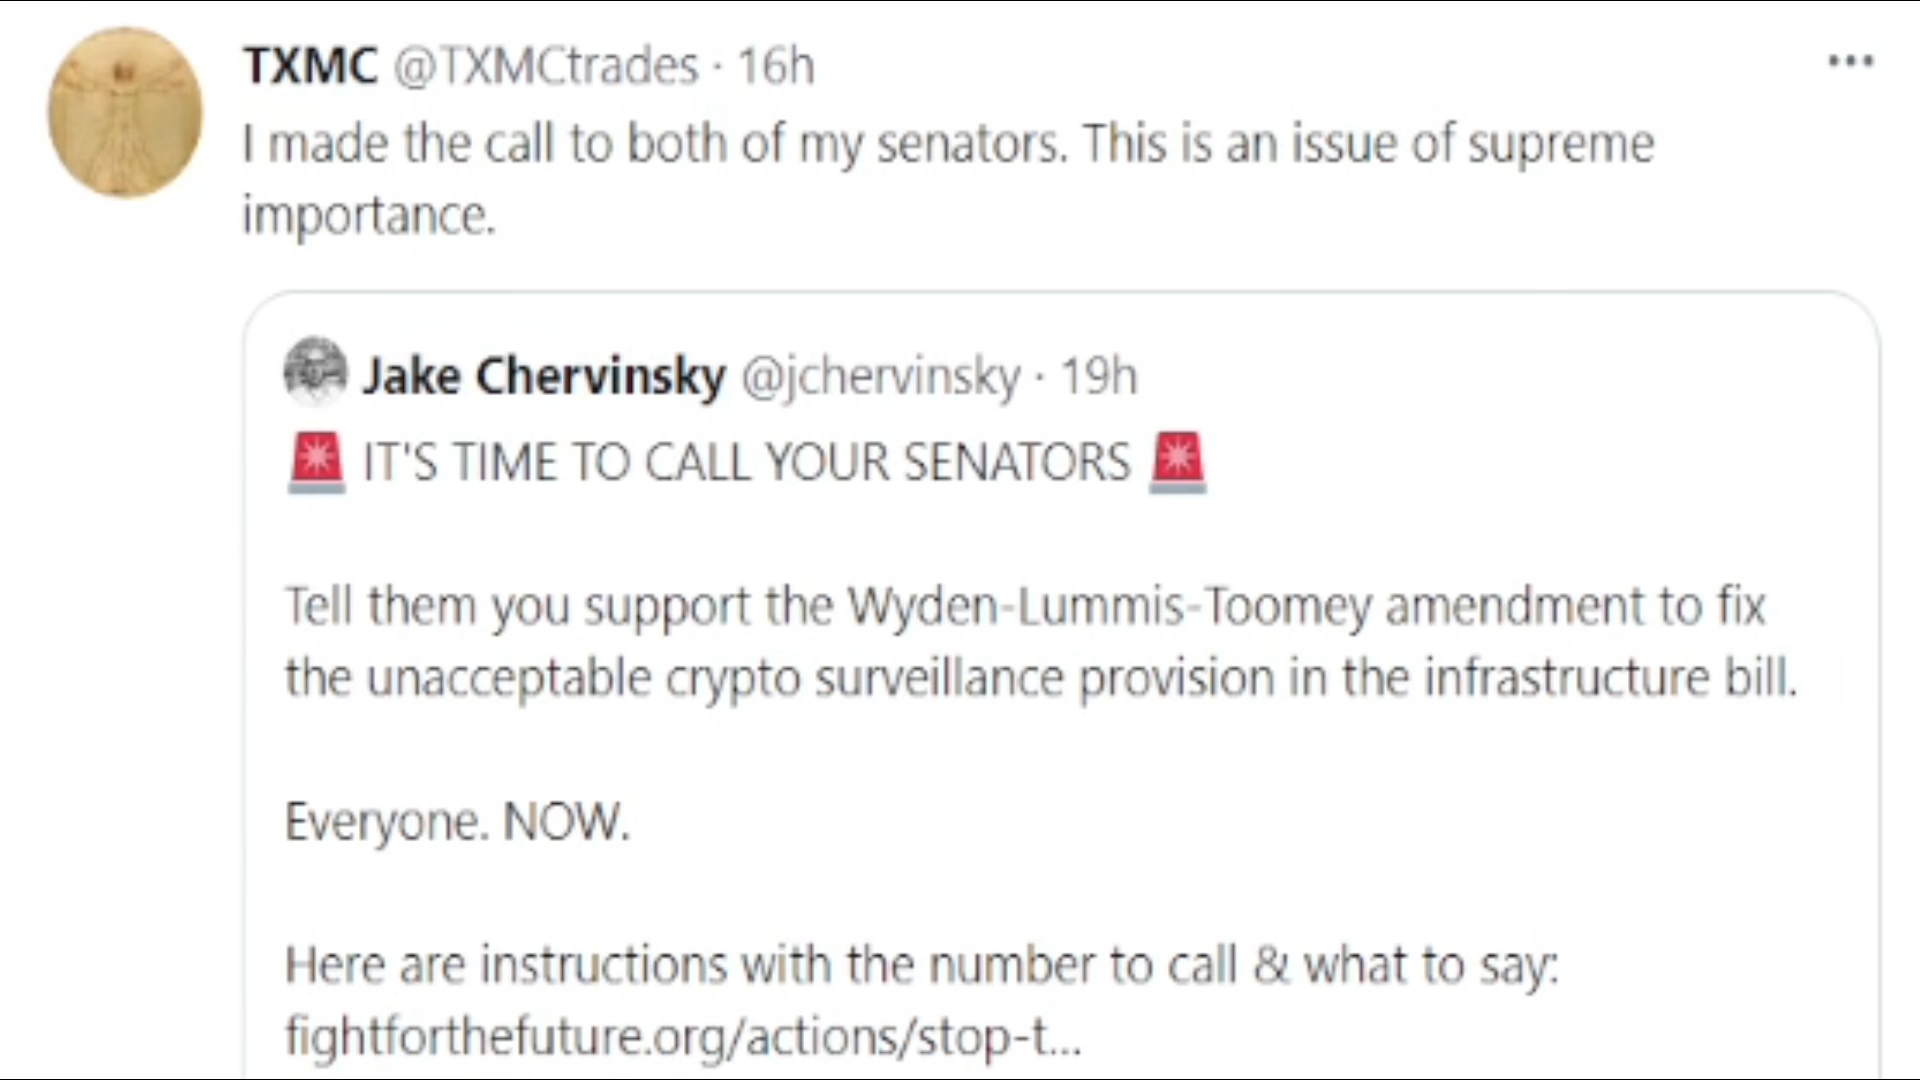 TXMC @TXMCtrades · 16h
I made the call to both of my senators. This is an issue of supreme
importance.
Jake Chervinsky @jchervinsky · 19h
🚨 IT'S TIME TO CALL YOUR SENATORS 🚨
Tell them you support the Wyden-Lummis-Toomey amendment to fix
the unacceptable crypto surveillance provision in the infrastructure bill.
Everyone. NOW.
Here are instructions with the number to call & what to say:
fightforthefuture.org/actions/stop-t...